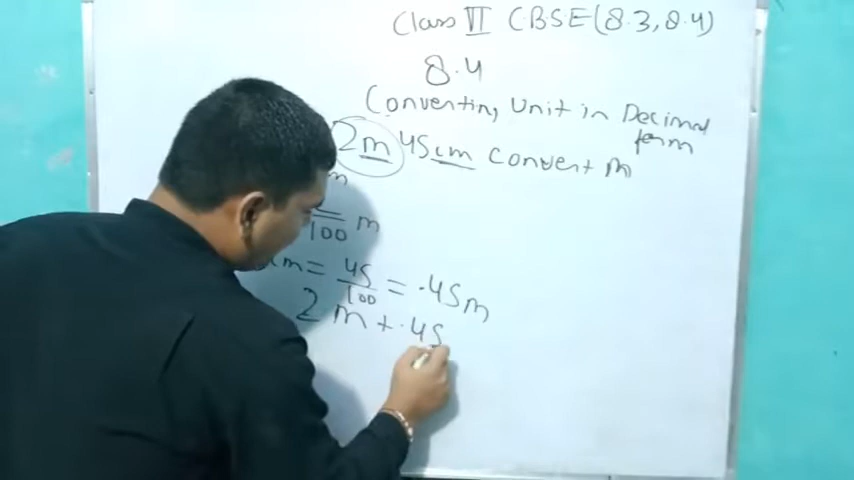 Class VI CBSE (8.3, 8.4)
8.4
Converting Unit in Decimal form
2m 45cm convert m
m
100 m
cm = 45/100 = .45m
2 m + .45